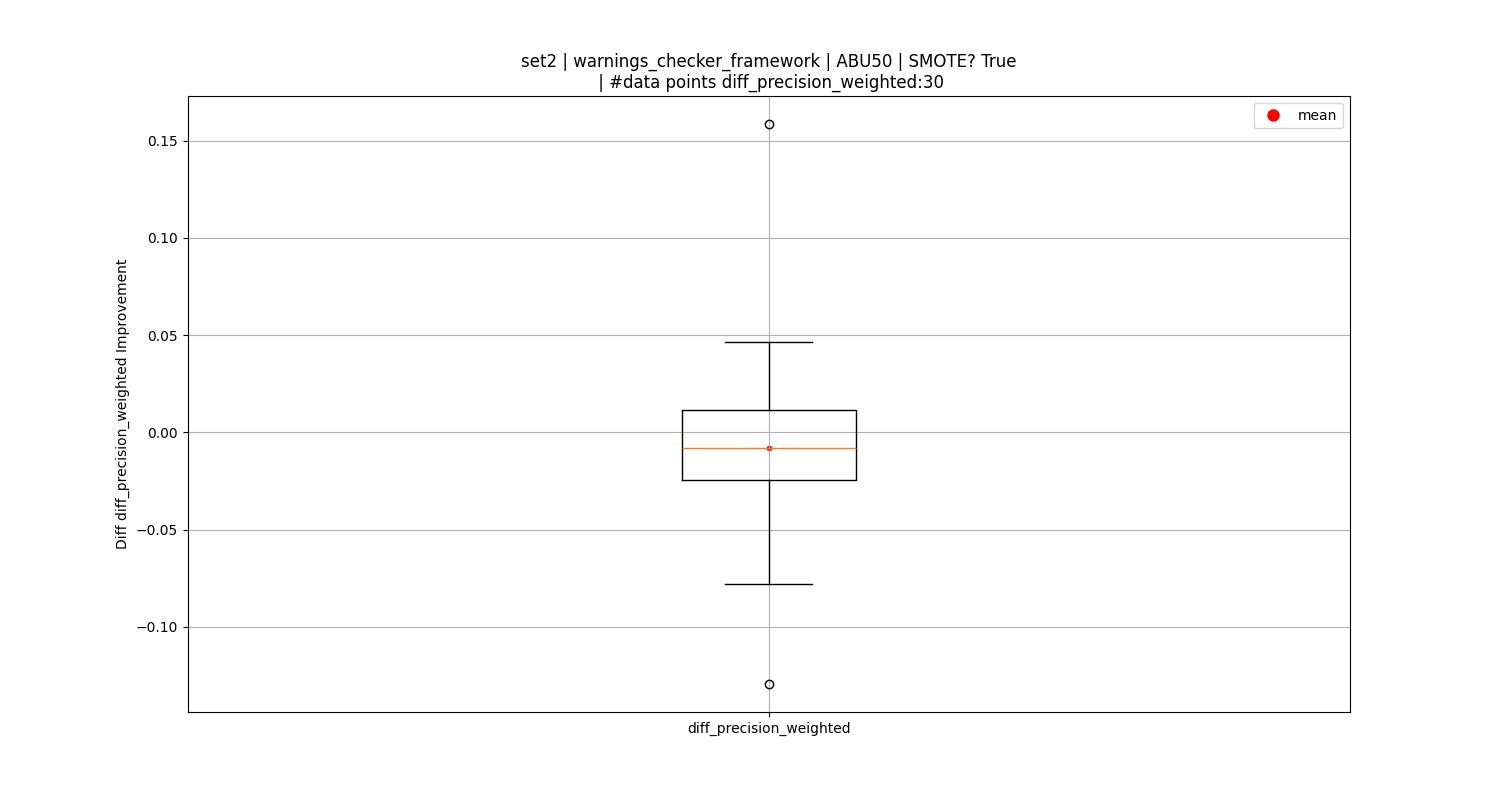 set2 | warnings_checker_framework | ABU50 | SMOTE? True
| #data points diff_precision_weighted:30
mean
0.15
0.10
0.05
0.00
−0.05
−0.10
Diff diff_precision_weighted Improvement
diff_precision_weighted